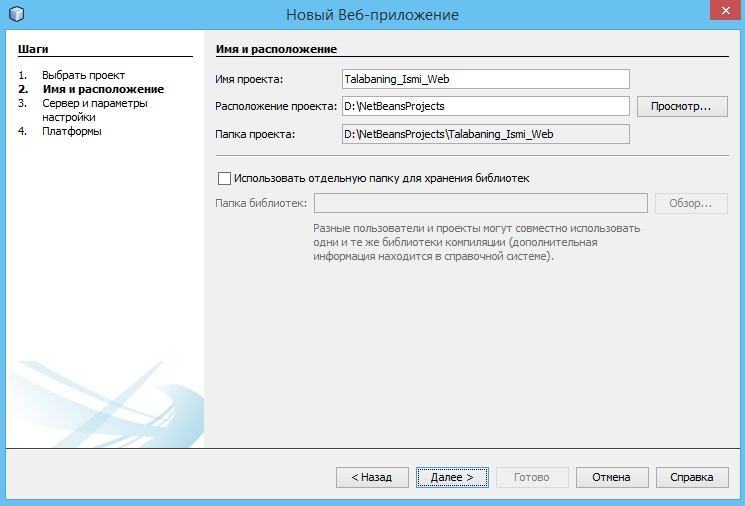 Новый Веб-приложение
Шаги
1. Выбрать проект
2. Имя и расположение
3. Сервер и параметры
настройки
4. Платформы
Имя и расположение
Имя проекта: Talabaning_Ismi_Web
Расположение проекта: D:\NetBeansProjects Просмотр...
Папка проекта: D:\NetBeansProjects\Talabaning_Ismi_Web
Использовать отдельную папку для хранения библиотек
Папка библиотек: Обзор...
Разные пользователи и проекты могут совместно использовать
одни и те же библиотеки компиляции (дополнительная
информация находится в справочной системе).
< Назад Далее > Готово Отмена Справка